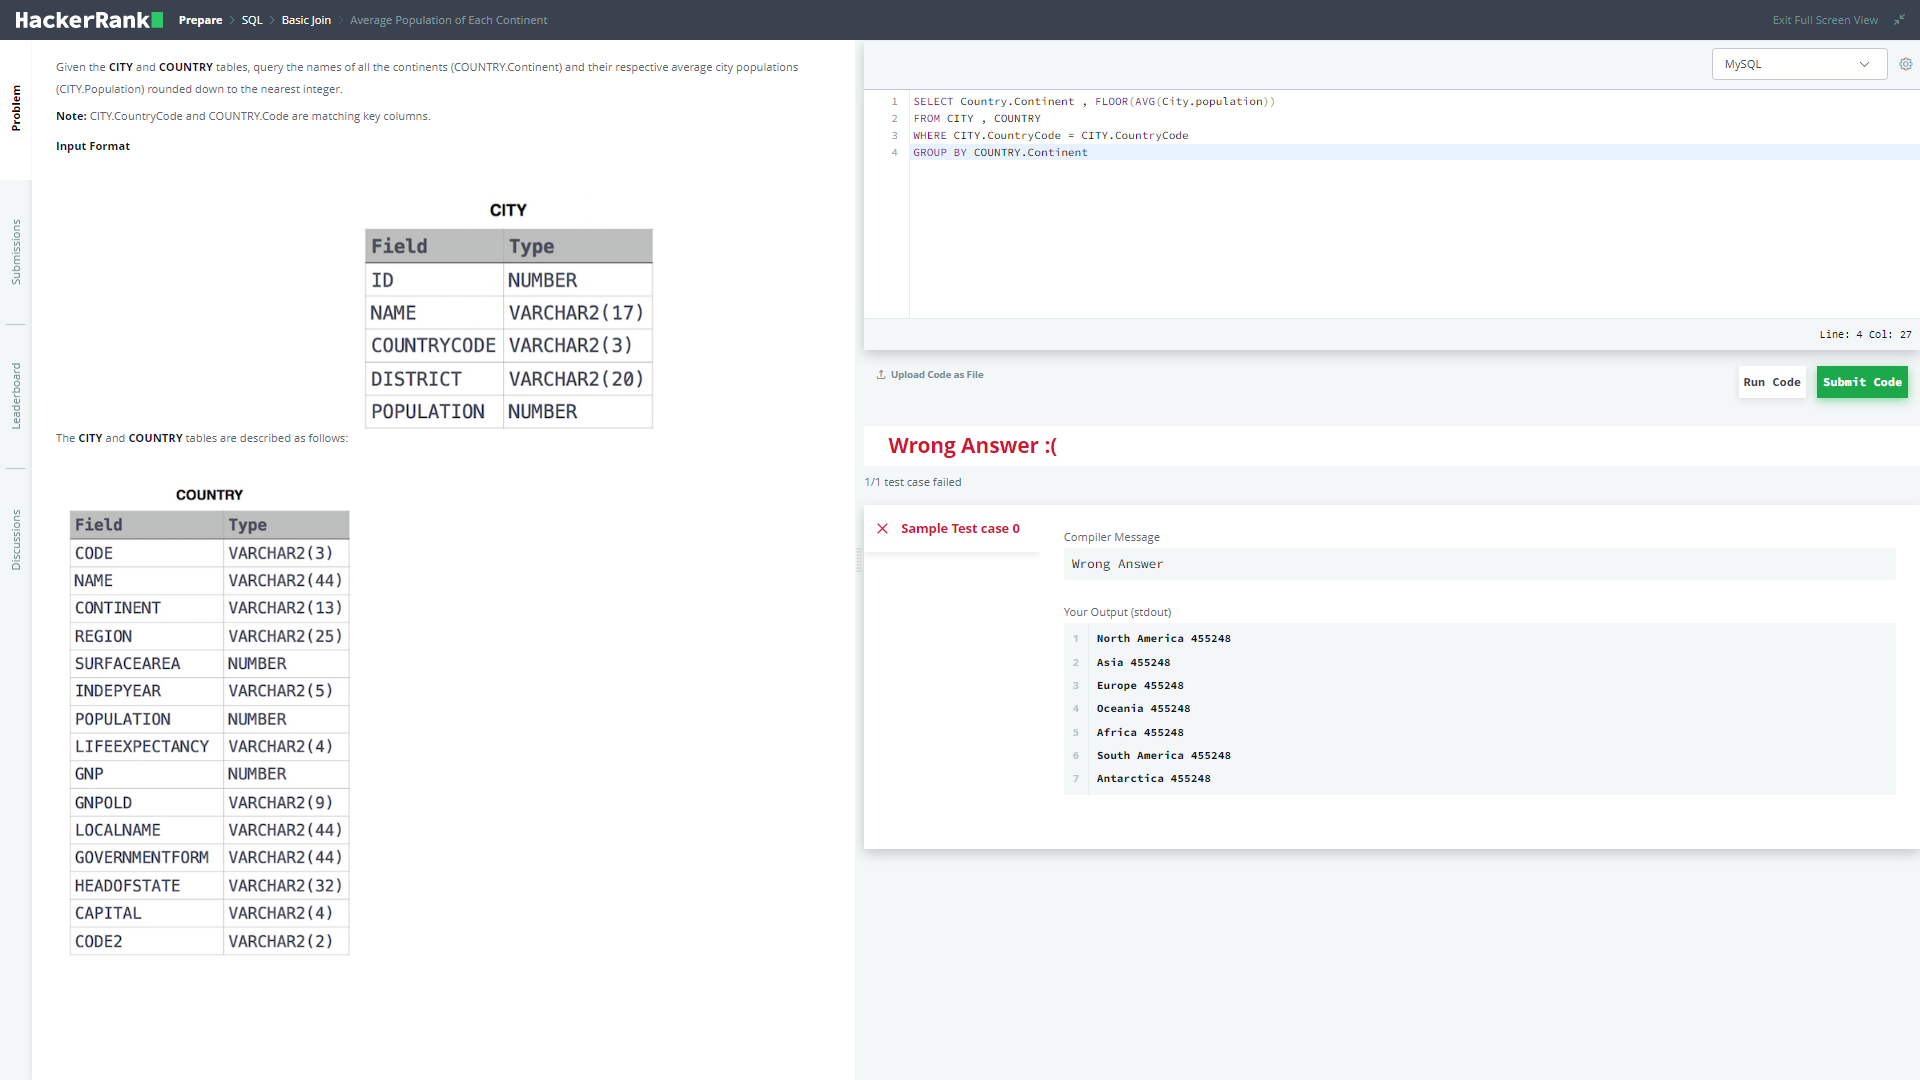 HackerRank
Prepare > SQL > Basic Join > Average Population of Each Continent
Exit Full Screen View
Problem
Submissions
Leaderboard
Discussions
Given the CITY and COUNTRY tables, query the names of all the continents (COUNTRY.Continent) and their respective average city populations
(CITY.Population) rounded down to the nearest integer.
Note: CITY.CountryCode and COUNTRY.Code are matching key columns.
Input Format
CITY
Field Type
ID NUMBER
NAME VARCHAR2(17)
COUNTRYCODE VARCHAR2(3)
DISTRICT VARCHAR2(20)
POPULATION NUMBER
The CITY and COUNTRY tables are described as follows:
COUNTRY
Field Type
CODE VARCHAR2(3)
NAME VARCHAR2(44)
CONTINENT VARCHAR2(13)
REGION VARCHAR2(25)
SURFACEAREA NUMBER
INDEPYEAR VARCHAR2(5)
POPULATION NUMBER
LIFEEXPECTANCY VARCHAR2(4)
GNP NUMBER
GNPOLD VARCHAR2(9)
LOCALNAME VARCHAR2(44)
GOVERNMENTFORM VARCHAR2(44)
HEADOFSTATE VARCHAR2(32)
CAPITAL VARCHAR2(4)
CODE2 VARCHAR2(2)
MySQL
1 SELECT Country.Continent , FLOOR(AVG(City.population))
2 FROM CITY , COUNTRY
3 WHERE CITY.CountryCode = CITY.CountryCode
4 GROUP BY COUNTRY.Continent
Line: 4 Col: 27
Upload Code as File
Run Code
Submit Code
Wrong Answer :(
1/1 test case failed
Sample Test case 0
Compiler Message
Wrong Answer
Your Output (stdout)
1 North America 455248
2 Asia 455248
3 Europe 455248
4 Oceania 455248
5 Africa 455248
6 South America 455248
7 Antarctica 455248